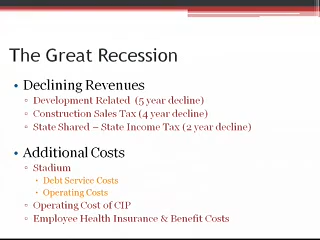 The Great Recession
• Declining Revenues
▫ Development Related (5 year decline)
▫ Construction Sales Tax (4 year decline)
▫ State Shared – State Income Tax (2 year decline)
• Additional Costs
▫ Stadium
• Debt Service Costs
• Operating Costs
▫ Operating Cost of CIP
▫ Employee Health Insurance & Benefit Costs